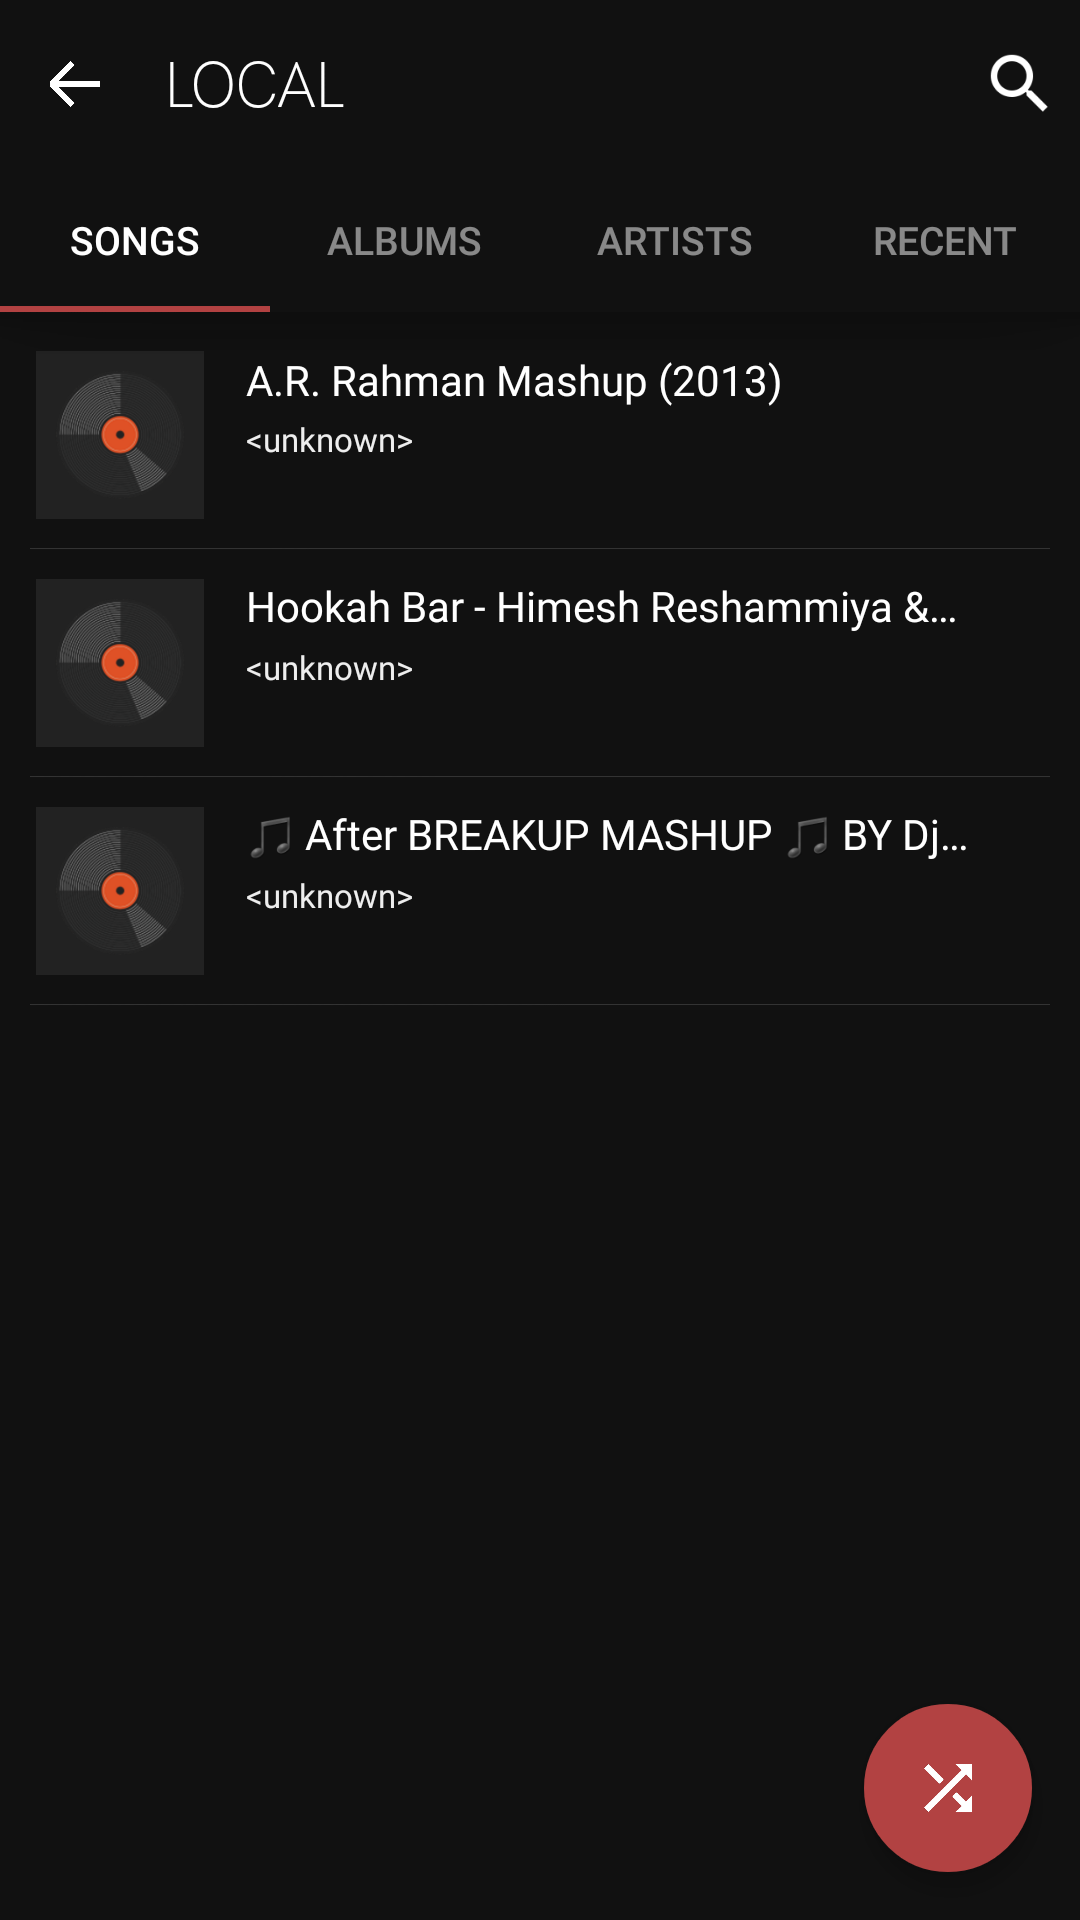 LOCAL
SONGS ALBUMS ARTISTS RECENT
A.R. Rahman Mashup (2013)
<unknown>
Hookah Bar - Himesh Reshammiya &...
<unknown>
🎵 After BREAKUP MASHUP 🎵 BY Dj...
<unknown>